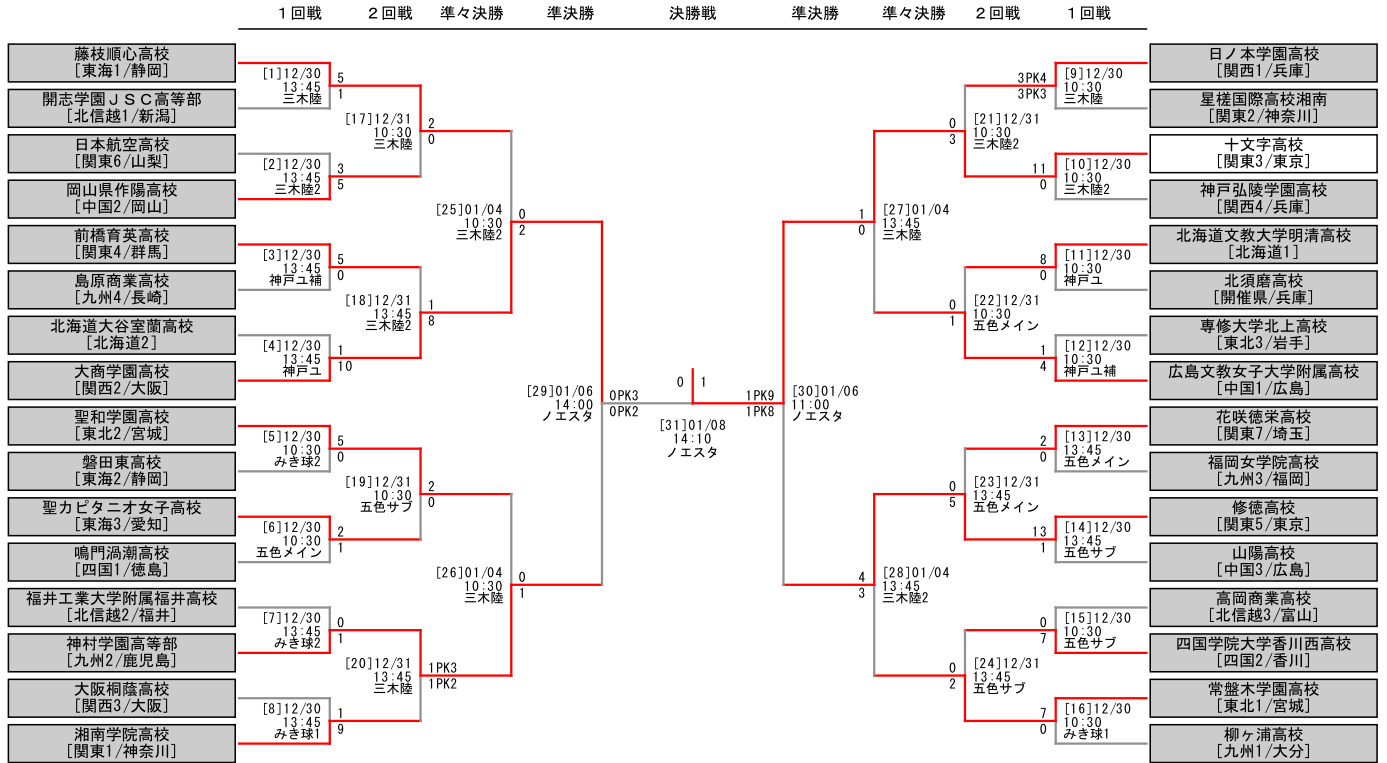 1回戦
2回戦
準々決勝
準決勝
決勝戦
準決勝
準々決勝
2回戦
1回戦
藤枝順心高校
[東海1/静岡]
開志学園ＪＳＣ高等部
[北信越1/新潟]
日本航空高校
[関東6/山梨]
岡山県作陽高校
[中国2/岡山]
前橋育英高校
[関東4/群馬]
島原商業高校
[九州4/長崎]
北海道大谷室蘭高校
[北海道2]
大商学園高校
[関西2/大阪]
聖和学園高校
[東北2/宮城]
磐田東高校
[東海2/静岡]
聖カピタニオ女子高校
[東海3/愛知]
鳴門渦潮高校
[四国1/徳島]
福井工業大学附属福井高校
[北信越2/福井]
神村学園高等部
[九州2/鹿児島]
大阪桐蔭高校
[関西3/大阪]
湘南学院高校
[関東1/神奈川]
[1]12/30
13:45
三木陸
5
1
[2]12/30
13:45
三木陸2
3
5
[3]12/30
13:45
神戸ユ補
5
0
[4]12/30
13:45
神戸ユ
1
10
[5]12/30
10:30
みき球2
5
0
[6]12/30
10:30
五色メイン
2
1
[7]12/30
13:45
みき球2
0
1
[8]12/30
13:45
みき球1
1
9
[17]12/31
10:30
三木陸
2
0
[18]12/31
13:45
三木陸2
1
8
[19]12/31
10:30
五色サブ
2
0
[20]12/31
13:45
三木陸
1PK3
1PK2
[25]01/04
10:30
三木陸2
0
2
[26]01/04
10:30
三木陸
0
1
[29]01/06
14:00
ノエスタ
0PK3
0PK2
0
1
[31]01/08
14:10
ノエスタ
1PK9
1PK8
[30]01/06
11:00
ノエスタ
1
0
[27]01/04
13:45
三木陸
4
3
[28]01/04
13:45
三木陸2
0
3
[21]12/31
10:30
三木陸2
0
1
[22]12/31
10:30
五色メイン
0
5
[23]12/31
13:45
五色メイン
0
2
[24]12/31
13:45
五色サブ
3PK4
3PK3
[9]12/30
10:30
三木陸
11
0
[10]12/30
10:30
三木陸2
8
0
[11]12/30
10:30
神戸ユ
1
4
[12]12/30
10:30
神戸ユ補
2
0
[13]12/30
13:45
五色メイン
13
1
[14]12/30
13:45
五色サブ
0
7
[15]12/30
10:30
五色サブ
7
0
[16]12/30
10:30
みき球1
日ノ本学園高校
[関西1/兵庫]
星槎国際高校湘南
[関東2/神奈川]
十文字高校
[関東3/東京]
神戸弘陵学園高校
[関西4/兵庫]
北海道文教大学明清高校
[北海道1]
北須磨高校
[開催県/兵庫]
専修大学北上高校
[東北3/岩手]
広島文教女子大学附属高校
[中国1/広島]
花咲徳栄高校
[関東7/埼玉]
福岡女学院高校
[九州3/福岡]
修徳高校
[関東5/東京]
山陽高校
[中国3/広島]
高岡商業高校
[北信越3/富山]
四国学院大学香川西高校
[四国2/香川]
常盤木学園高校
[東北1/宮城]
柳ヶ浦高校
[九州1/大分]